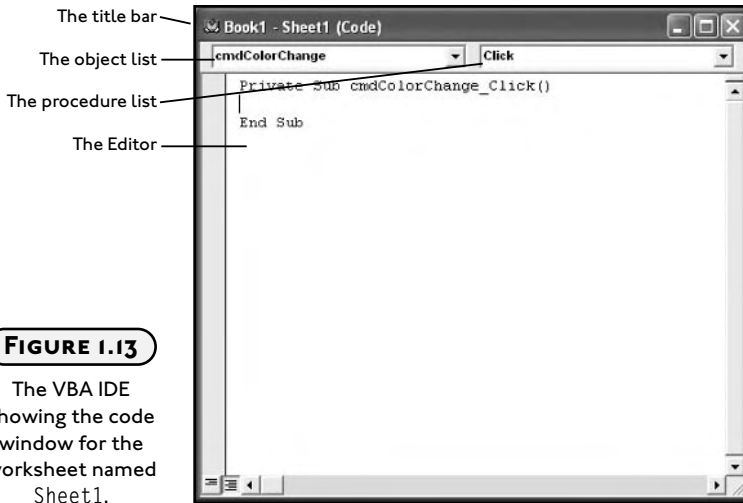 The title bar
Book1 - Sheet1 (Code)
The object list
cmdColorChange
Click
The procedure list
Private Sub cmdColorChange_Click()
End Sub
The Editor
FIGURE 1.13
The VBA IDE
howing the code
window for the
worksheet named
Sheet1.